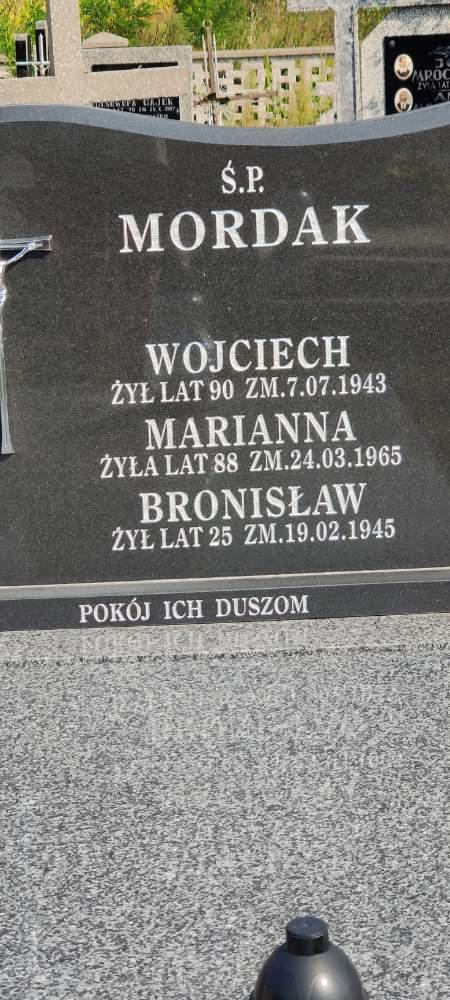 GAJEK
Ś.P.
MORDAK
WOJCIECH
ŻYŁ LAT 90 ZM.7.07.1943
MARIANNA
ŻYŁA LAT 88 ZM.24.03.1965
BRONISŁAW
ŻYŁ LAT 25 ZM.19.02.1945
POKÓJ ICH DUSZOM